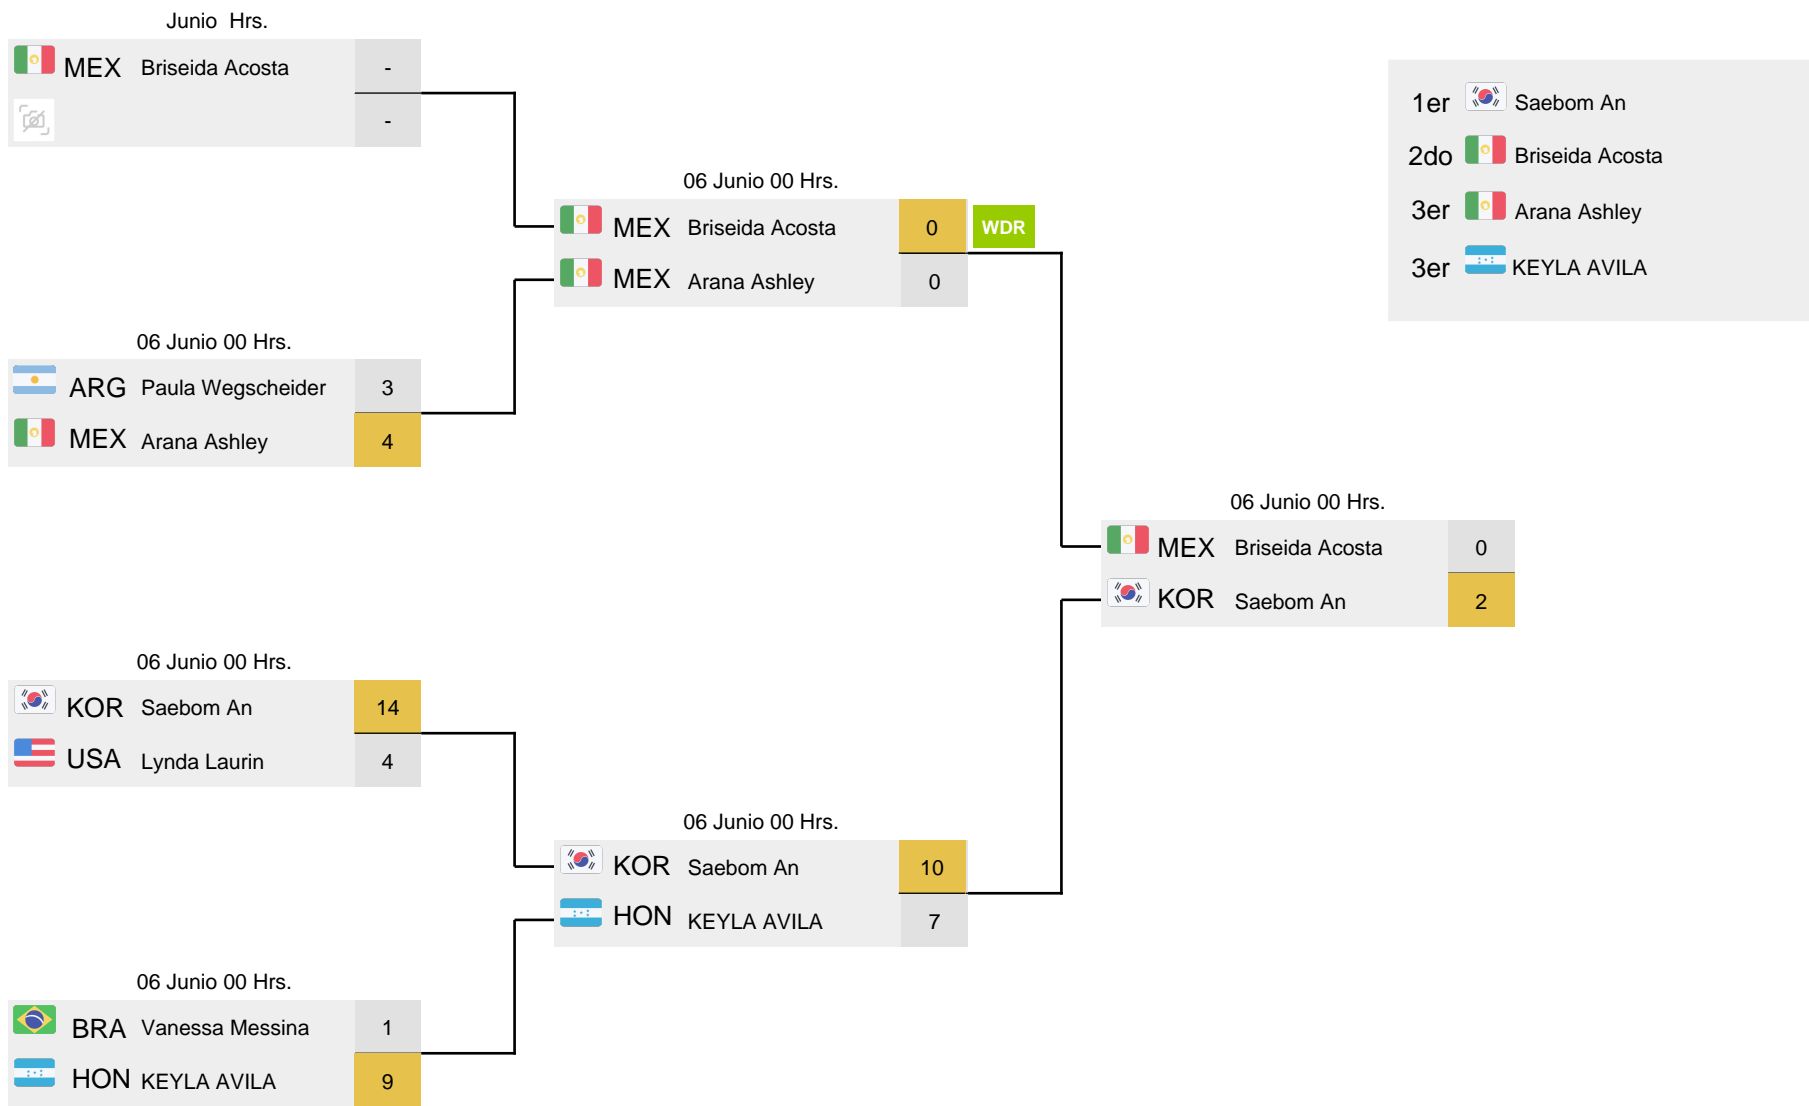 Junio Hrs.
MEX Briseida Acosta -
-
06 Junio 00 Hrs.
ARG Paula Wegscheider 3
MEX Arana Ashley 4
06 Junio 00 Hrs.
KOR Saebom An 14
USA Lynda Laurin 4
06 Junio 00 Hrs.
BRA Vanessa Messina 1
HON KEYLA AVILA 9
06 Junio 00 Hrs.
MEX Briseida Acosta 0 WDR
MEX Arana Ashley 0
06 Junio 00 Hrs.
KOR Saebom An 10
HON KEYLA AVILA 7
06 Junio 00 Hrs.
MEX Briseida Acosta 0
KOR Saebom An 2
1er Saebom An
2do Briseida Acosta
3er Arana Ashley
3er KEYLA AVILA